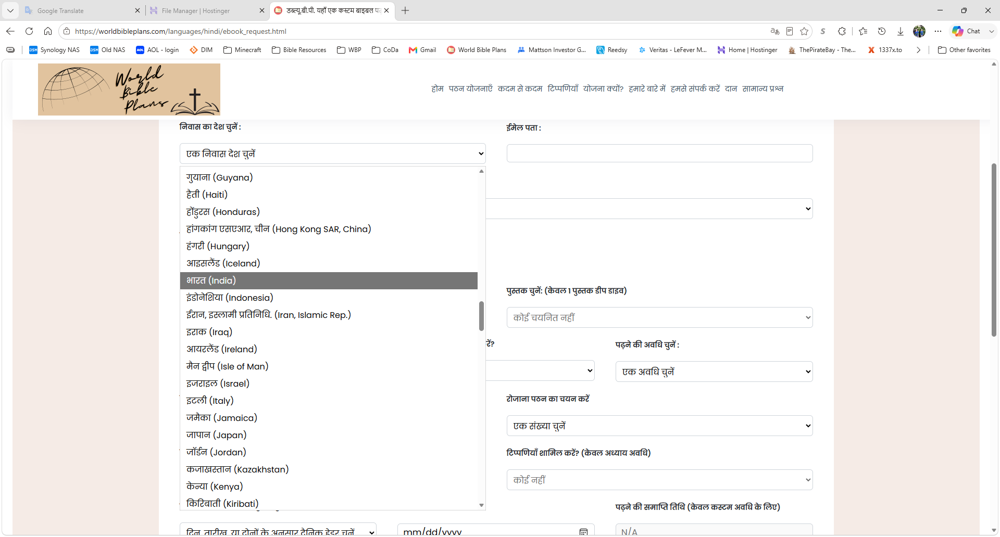 Google Translate
File Manager | Hostinger
डब्ल्यू.बी.पी. यहाँ एक कस्टम बाइबल
https://worldbibleplans.com/languages/hindi/ebook_request.html
Chat
Synology NAS
Old NAS
AOL - login
DIM
Minecraft
Bible Resources
WBP
CoDa
Gmail
World Bible Plans
Mattson Investor G...
Reedsy
Veritas - LeFever M...
Home | Hostinger
ThePirateBay - The...
1337x.to
Other favorites
World
Bible
Plans
होम पठन योजनाएँ कदम से कदम टिप्पणियाँ योजना क्यों? हमारे बारे में हमसे संपर्क करें दान सामान्य प्रश्न
निवास का देश चुनें :
ईमेल पता :
एक निवास देश चुनें
गुयाना (Guyana)
हैती (Haiti)
होंडुरस (Honduras)
हांगकांग एसएआर, चीन (Hong Kong SAR, China)
हंगरी (Hungary)
आइसलैंड (Iceland)
भारत (India)
इंडोनेशिया (Indonesia)
ईरान, इस्लामी प्रतिनिधि. (Iran, Islamic Rep.)
इराक (Iraq)
आयरलैंड (Ireland)
मैन द्वीप (Isle of Man)
इजराइल (Israel)
इटली (Italy)
जमैका (Jamaica)
जापान (Japan)
जॉर्डन (Jordan)
कजाखस्तान (Kazakhstan)
केन्या (Kenya)
किरिबाती (Kiribati)
पुस्तक चुनें: (केवल 1 पुस्तक डीप डाइव)
कोई चयनित नहीं
पढ़ने की अवधि चुनें :
एक अवधि चुनें
रोजाना पठन का चयन करें
एक संख्या चुनें
टिप्पणियाँ शामिल करें? (केवल अध्याय अवधि)
कोई नहीं
पढ़ने की समाप्ति तिथि (केवल कस्टम अवधि के लिए)
दिन, तारीख, या दोनों के अनुसार दैनिक हेडर चुनें
mm/dd/yyyy
N/A